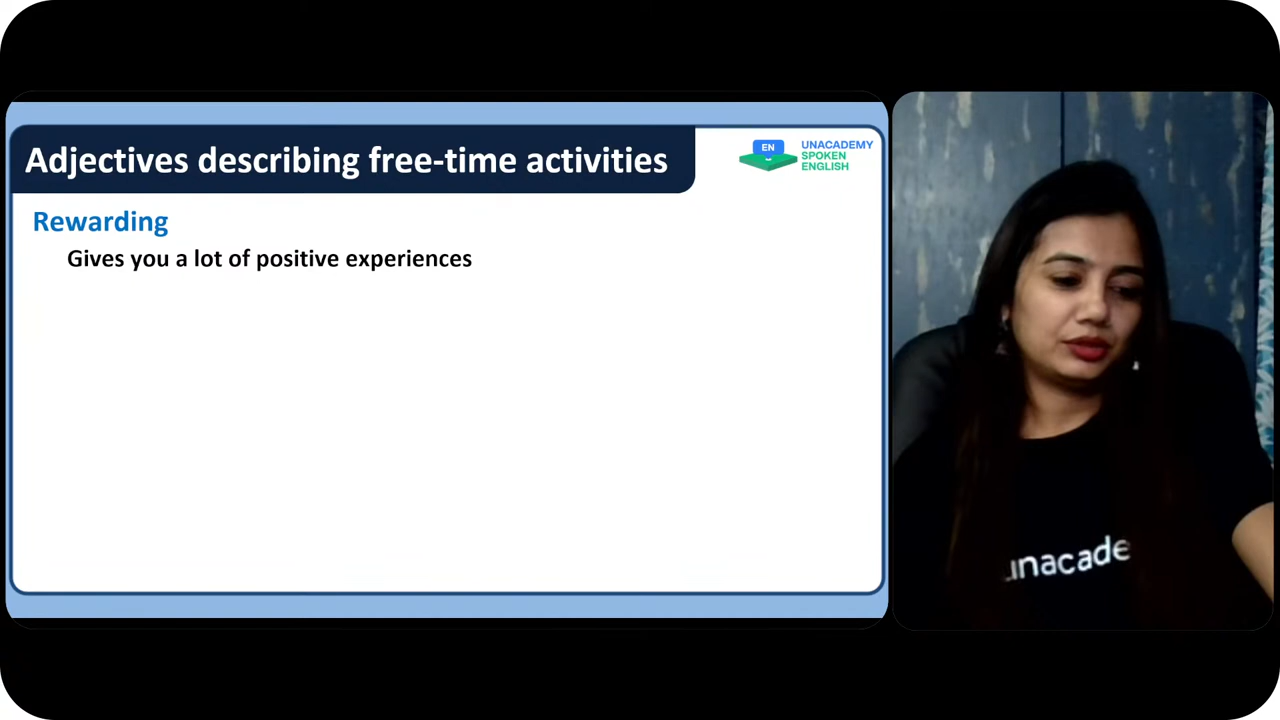 Adjectives describing free-time activities
EN
UNACADEMY
SPOKEN
ENGLISH
Rewarding
Gives you a lot of positive experiences
unacade